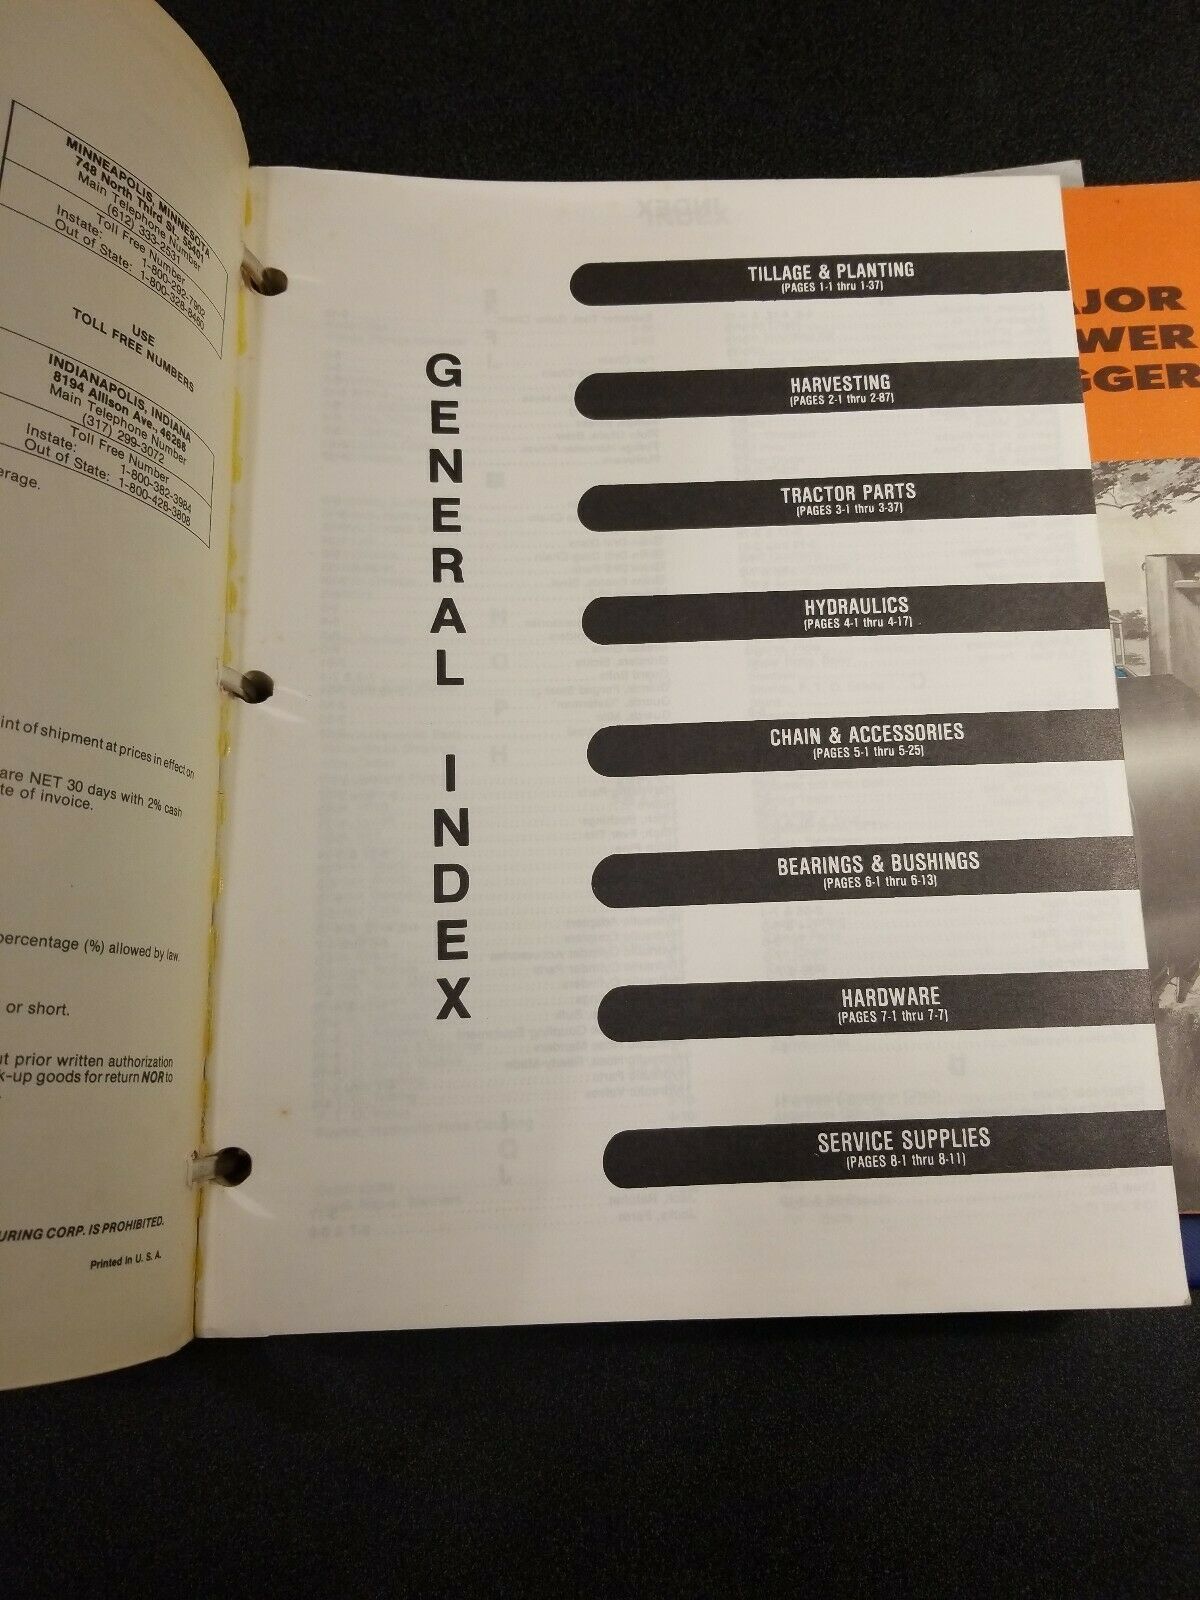 MINNEAPOLIS, MINNESOTA
748 North Third St., 55401
Main Telephone Number
(612) 333-2531
Toll Free Number
Instate: 1-800-292-7902
Out of State: 1-800-328-8460
USE
TOLL FREE NUMBERS
INDIANAPOLIS, INDIANA
8194 Allison Ave., 46268
Main Telephone Number
(317) 299-3072
Toll Free Number
Instate: 1-800-382-3984
Out of State: 1-800-428-3808
erage.
int of shipment at prices in effect on
are NET 30 days with 2% cash
te of invoice.
percentage (%) allowed by law.
or short.
ut prior written authorization
k-up goods for return NOR to
URING CORP. IS PROHIBITED.
Printed in U. S. A.
GENERAL INDEX
TILLAGE & PLANTING
(PAGES 1-1 thru 1-37)
HARVESTING
(PAGES 2-1 thru 2-87)
TRACTOR PARTS
(PAGES 3-1 thru 3-37)
HYDRAULICS
(PAGES 4-1 thru 4-17)
CHAIN & ACCESSORIES
(PAGES 5-1 thru 5-25)
BEARINGS & BUSHINGS
(PAGES 6-1 thru 6-13)
HARDWARE
(PAGES 7-1 thru 7-7)
SERVICE SUPPLIES
(PAGES 8-1 thru 8-11)
AJOR
WER
GGER